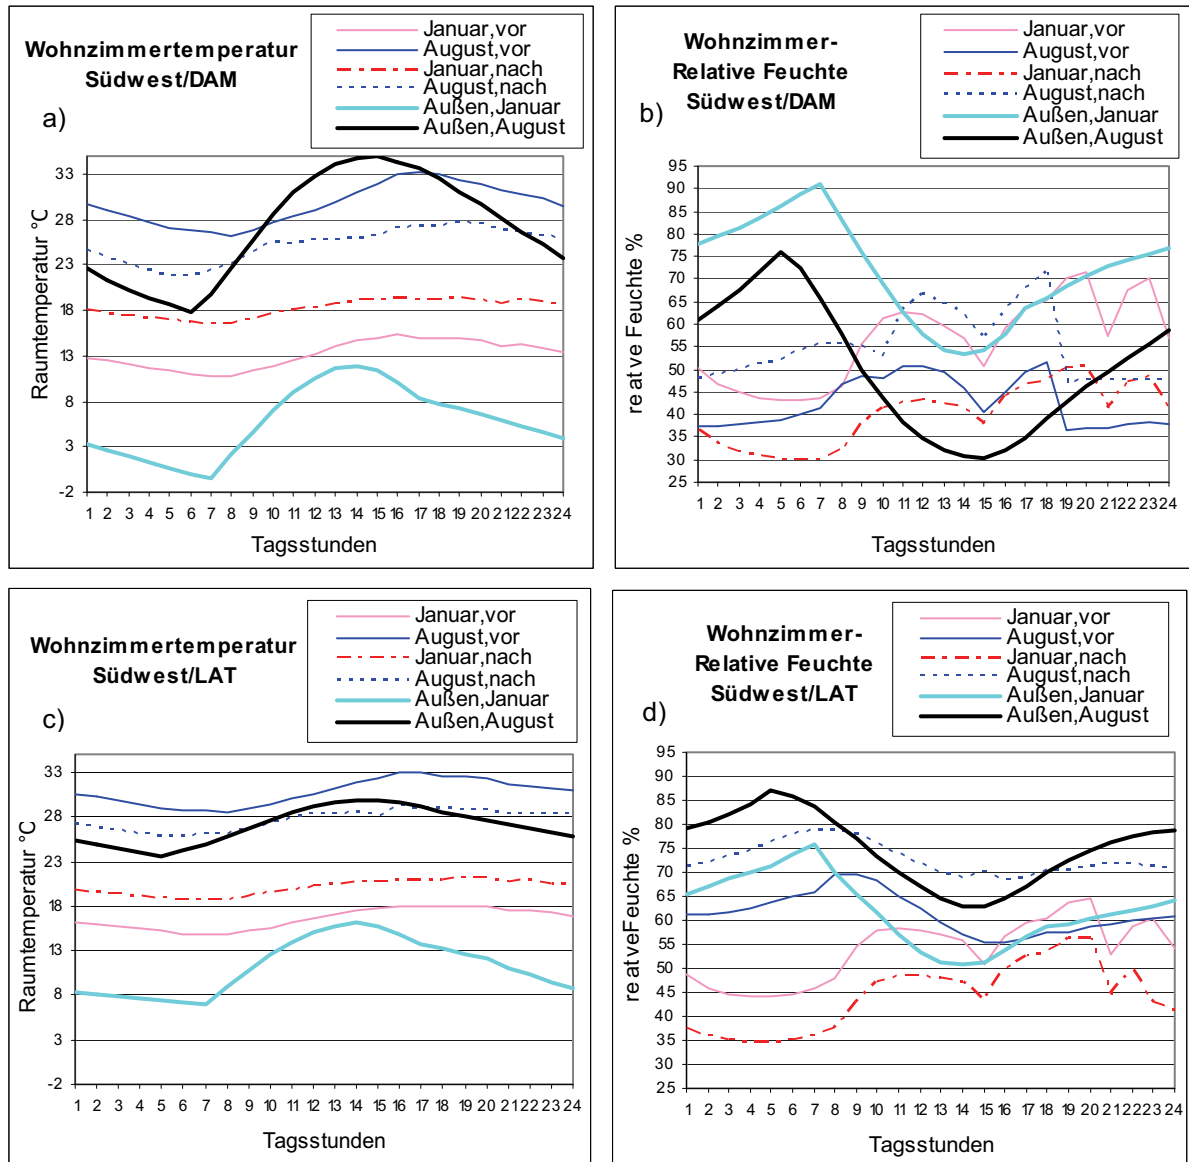 Wohnzimmertemperatur
Südwest/DAM
a)
Januar,vor
August,vor
Januar,nach
August,nach
Außen,Januar
Außen,August
Raumtemperatur °C
33
28
23
18
13
8
3
-2
1 2 3 4 5 6 7 8 9 10 11 12 13 14 15 16 17 18 19 20 21 22 23 24
Tagsstunden
Wohnzimmer-
Relative Feuchte
Südwest/DAM
b)
Januar,vor
August,vor
Januar,nach
August,nach
Außen,Januar
Außen,August
relative Feuchte %
95
90
85
80
75
70
65
60
55
50
45
40
35
30
25
1 2 3 4 5 6 7 8 9 10 11 12 13 14 15 16 17 18 19 20 21 22 23 24
Tagsstunden
Wohnzimmertemperatur
Südwest/LAT
c)
Januar,vor
August,vor
Januar,nach
August,nach
Außen,Januar
Außen,August
Raumtemperatur °C
33
28
23
18
13
8
3
-2
1 2 3 4 5 6 7 8 9 10 11 12 13 14 15 16 17 18 19 20 21 22 23 24
Tagsstunden
Wohnzimmer-
Relative Feuchte
Südwest/LAT
d)
Januar,vor
August,vor
Januar,nach
August,nach
Außen,Januar
Außen,August
relativeFeuchte %
95
90
85
80
75
70
65
60
55
50
45
40
35
30
25
1 2 3 4 5 6 7 8 9 10 11 12 13 14 15 16 17 18 19 20 21 22 23 24
Tagsstunden